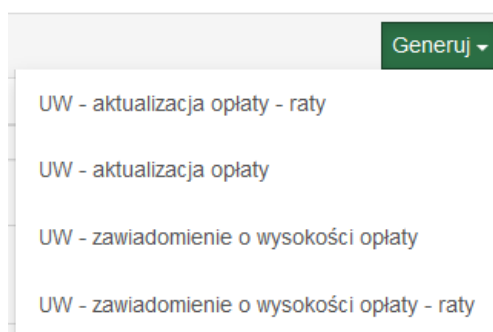 Generuj
UW - aktualizacja opłaty - raty
UW - aktualizacja opłaty
UW - zawiadomienie o wysokości opłaty
UW - zawiadomienie o wysokości opłaty - raty